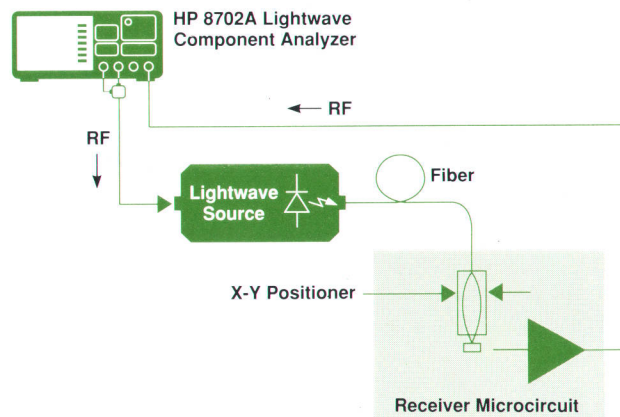 HP 8702A Lightwave
Component Analyzer
RF
RF
Lightwave
Source
Fiber
X-Y Positioner
Receiver Microcircuit